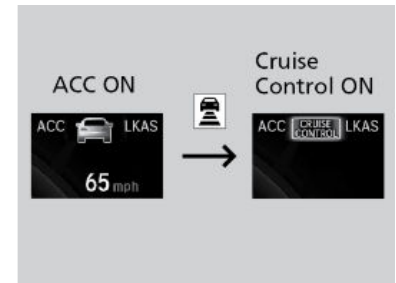 ACC ON
ACC LKAS
65 mph
Cruise
Control ON
ACC CRUISE CONTROL LKAS